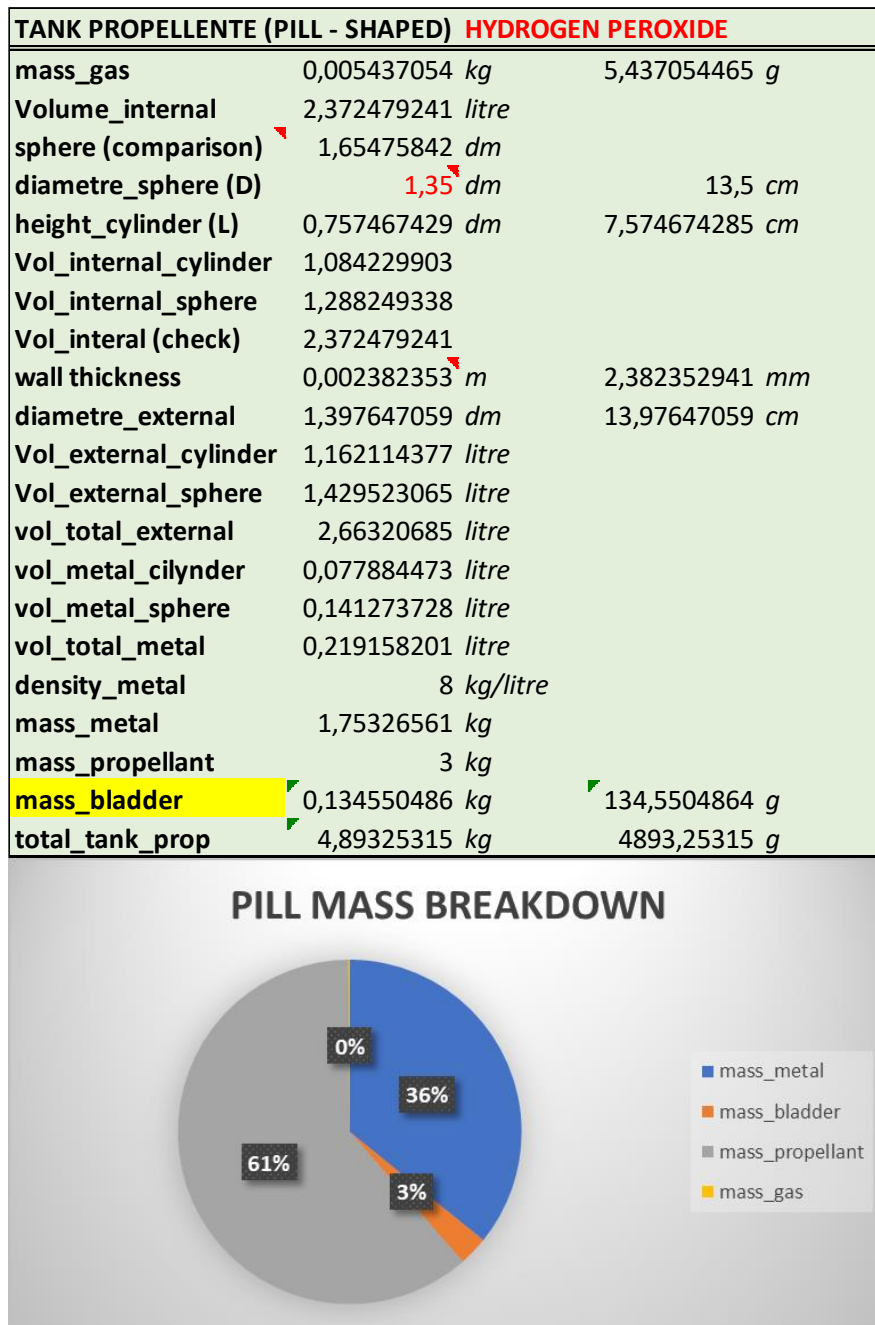 TANK PROPELLENTE (PILL - SHAPED) HYDROGEN PEROXIDE
mass_gas 0,005437054 kg 5,437054465 g
Volume_internal 2,372479241 litre
sphere (comparison) 1,65475842 dm
diametre_sphere (D) 1,35 dm 13,5 cm
height_cylinder (L) 0,757467429 dm 7,574674285 cm
Vol_internal_cylinder 1,084229903
Vol_internal_sphere 1,288249338
Vol_interal (check) 2,372479241
wall thickness 0,002382353 m 2,382352941 mm
diametre_external 1,397647059 dm 13,97647059 cm
Vol_external_cylinder 1,162114377 litre
Vol_external_sphere 1,429523065 litre
vol_total_external 2,66320685 litre
vol_metal_cilynder 0,077884473 litre
vol_metal_sphere 0,141273728 litre
vol_total_metal 0,219158201 litre
density_metal 8 kg/litre
mass_metal 1,75326561 kg
mass_propellant 3 kg
mass_bladder 0,134550486 kg 134,5504864 g
total_tank_prop 4,89325315 kg 4893,25315 g
PILL MASS BREAKDOWN
0%
36%
61%
3%
mass_metal
mass_bladder
mass_propellant
mass_gas